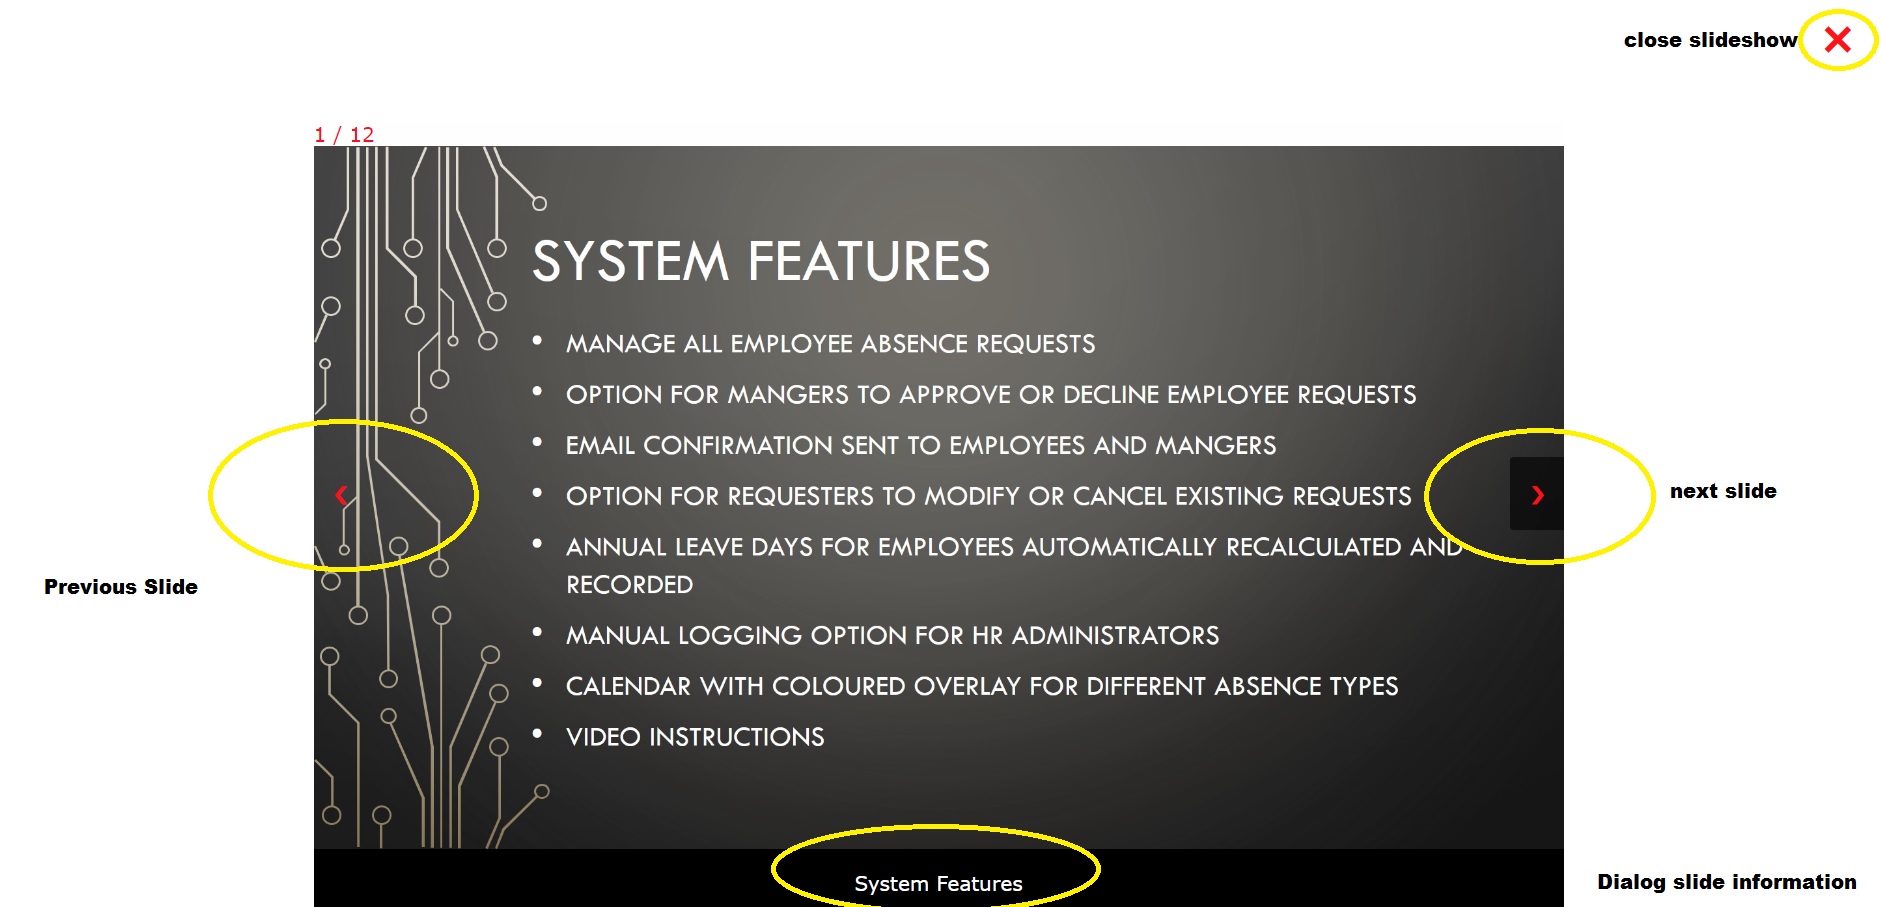 close slideshow
1 / 12
SYSTEM FEATURES
• MANAGE ALL EMPLOYEE ABSENCE REQUESTS
• OPTION FOR MANGERS TO APPROVE OR DECLINE EMPLOYEE REQUESTS
• EMAIL CONFIRMATION SENT TO EMPLOYEES AND MANGERS
• OPTION FOR REQUESTERS TO MODIFY OR CANCEL EXISTING REQUESTS
next slide
• ANNUAL LEAVE DAYS FOR EMPLOYEES AUTOMATICALLY RECALCULATED AND
RECORDED
Previous Slide
• MANUAL LOGGING OPTION FOR HR ADMINISTRATORS
• CALENDAR WITH COLOURED OVERLAY FOR DIFFERENT ABSENCE TYPES
• VIDEO INSTRUCTIONS
System Features
Dialog slide information